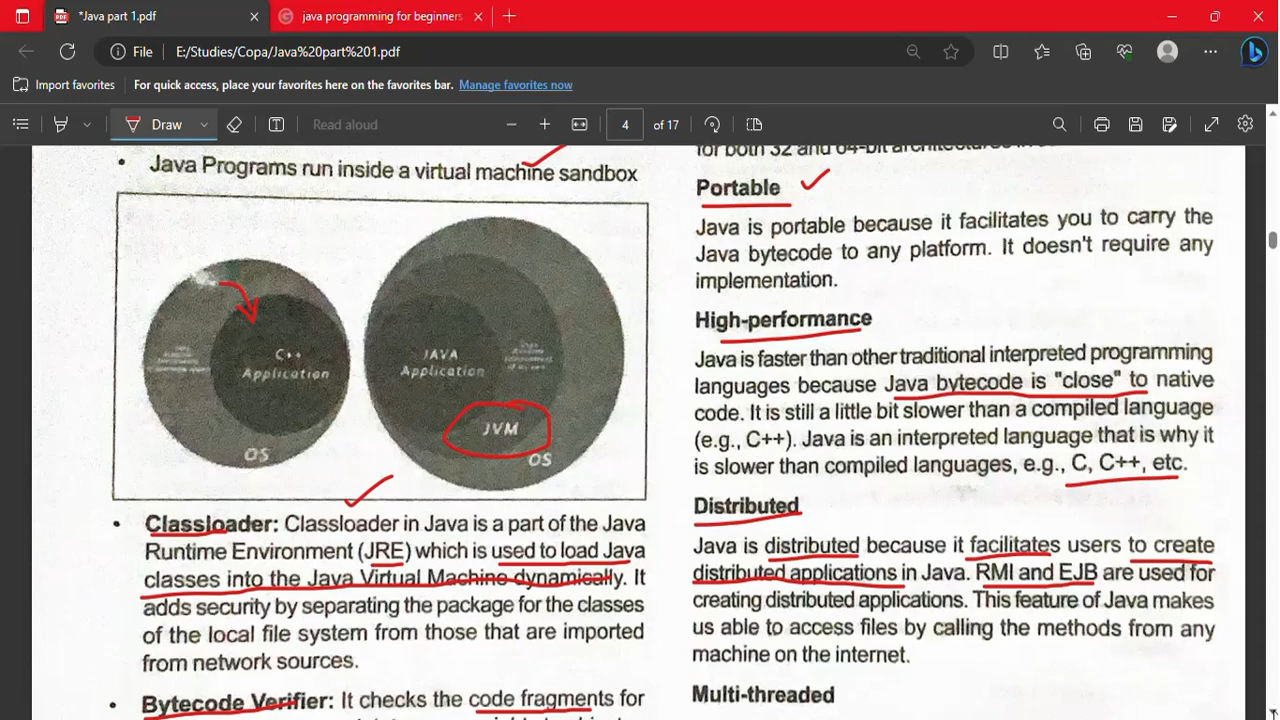 *Java part 1.pdf
java programming for beginners
File
E:/Studies/Copa/Java%20part%201.pdf
Import favorites
For quick access, place your favorites here on the favorites bar.
Manage favorites now
Draw
Read aloud
4
of 17
• Java Programs run inside a virtual machine sandbox
C++
Application
OS
JAVA
Application
JVM
OS
• Classloader: Classloader in Java is a part of the Java
Runtime Environment (JRE) which is used to load Java
classes into the Java Virtual Machine dynamically. It
adds security by separating the package for the classes
of the local file system from those that are imported
from network sources.
• Bytecode Verifier: It checks the code fragments for
for both 32 and 64-bit architectures in
Portable
Java is portable because it facilitates you to carry the
Java bytecode to any platform. It doesn't require any
implementation.
High-performance
Java is faster than other traditional interpreted programming
languages because Java bytecode is "close" to native
code. It is still a little bit slower than a compiled language
(e.g., C++). Java is an interpreted language that is why it
is slower than compiled languages, e.g., C, C++, etc.
Distributed
Java is distributed because it facilitates users to create
distributed applications in Java. RMI and EJB are used for
creating distributed applications. This feature of Java makes
us able to access files by calling the methods from any
machine on the internet.
Multi-threaded